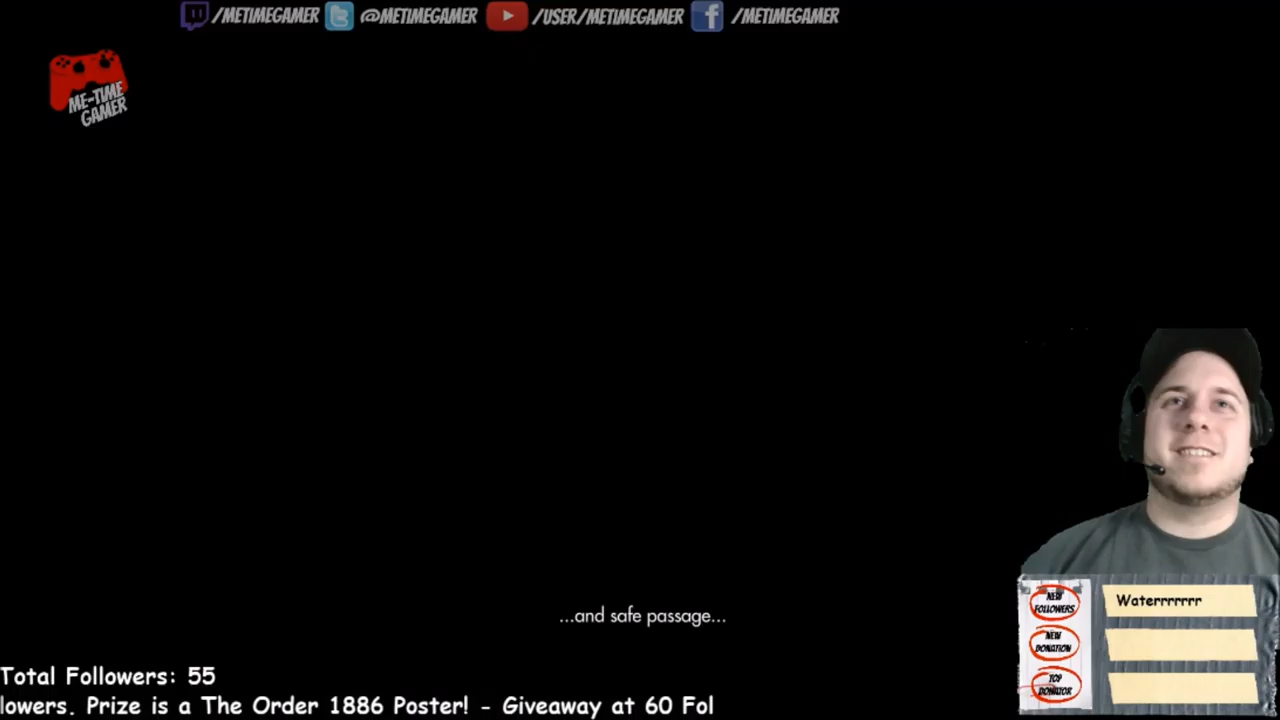 /METIMEGAMER @METIMEGAMER /USER/METIMEGAMER /METIMEGAMER
ME-TIME
GAMER
NEW
FOLLOWERS
Waterrrrrrr
NEW
DONATION
...and safe passage...
TOP
DONATOR
Total Followers: 55
lowers. Prize is a The Order 1886 Poster! - Giveaway at 60 Fol